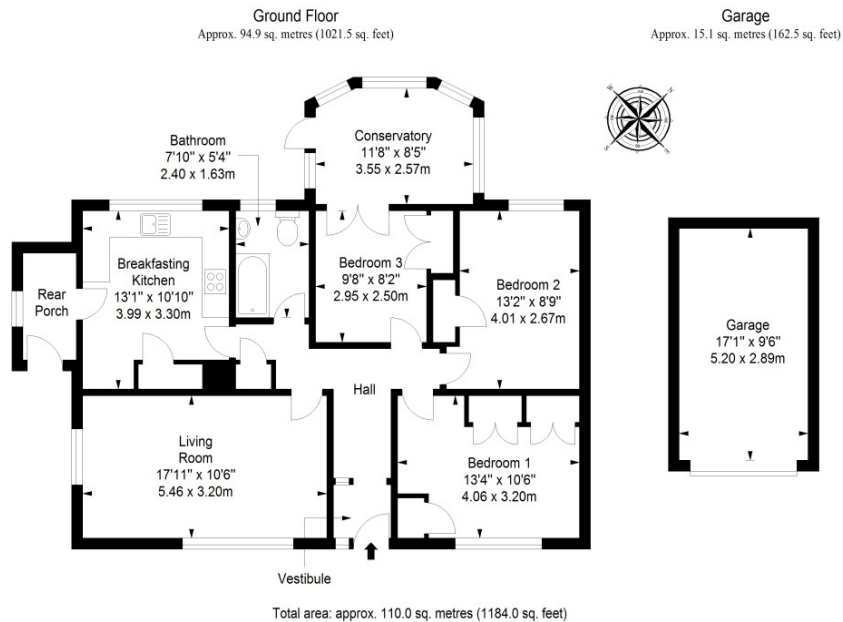 Ground Floor
Approx. 94.9 sq. metres (1021.5 sq. feet)
Garage
Approx. 15.1 sq. metres (162.5 sq. feet)
Bathroom
7'10" x 5'4"
2.40 x 1.63m
Conservatory
11'8" x 8'5"
3.55 x 2.57m
N
E
S
Rear
Porch
Breakfasting
Kitchen
13'1" x 10'10"
3.99 x 3.30m
Bedroom 3
9'8" x 8'2"
2.95 x 2.50m
Bedroom 2
13'2" x 8'9"
4.01 x 2.67m
Garage
17'1" x 9'6"
5.20 x 2.89m
Hall
Living
Room
17'11" x 10'6"
5.46 x 3.20m
Bedroom 1
13'4" x 10'6"
4.06 x 3.20m
Vestibule
Total area: approx. 110.0 sq. metres (1184.0 sq. feet)